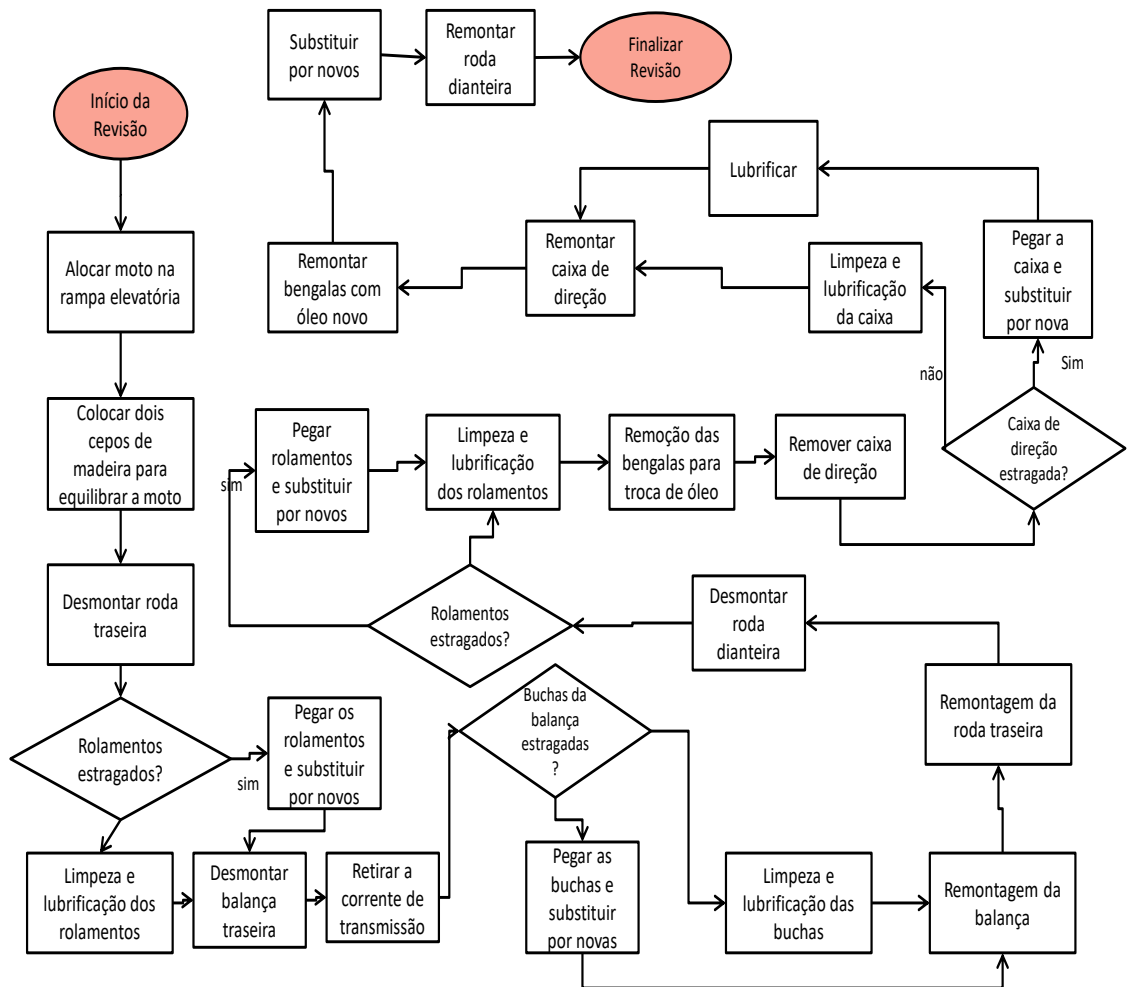 Início da
Revisão
Alocar moto na
rampa elevatória
Colocar dois
cepos de
madeira para
equilibrar a moto
Desmontar roda
traseira
Rolamentos
estragados?
sim
Pegar os
rolamentos
e substituir
por novos
Limpeza e
lubrificação dos
rolamentos
Desmontar
balança
traseira
Retirar a
corrente de
transmissão
Buchas da
balança
estragadas
?
Pegar as
buchas e
substituir
por novas
Limpeza e
lubrificação das
buchas
Remontagem da
balança
Remontagem da
roda traseira
Desmontar
roda
dianteira
Rolamentos
estragados?
sim
Pegar
rolamentos
e substituir
por novos
Limpeza e
lubrificação
dos rolamentos
Remoção das
bengalas para
troca de óleo
Remover caixa
de direção
Caixa de
direção
estragada?
não
Sim
Pegar a
caixa e
substituir
por nova
Limpeza e
lubrificação
da caixa
Lubrificar
Remontar
caixa de
direção
Remontar
bengalas com
óleo novo
Substituir
por novos
Remontar
roda
dianteira
Finalizar
Revisão